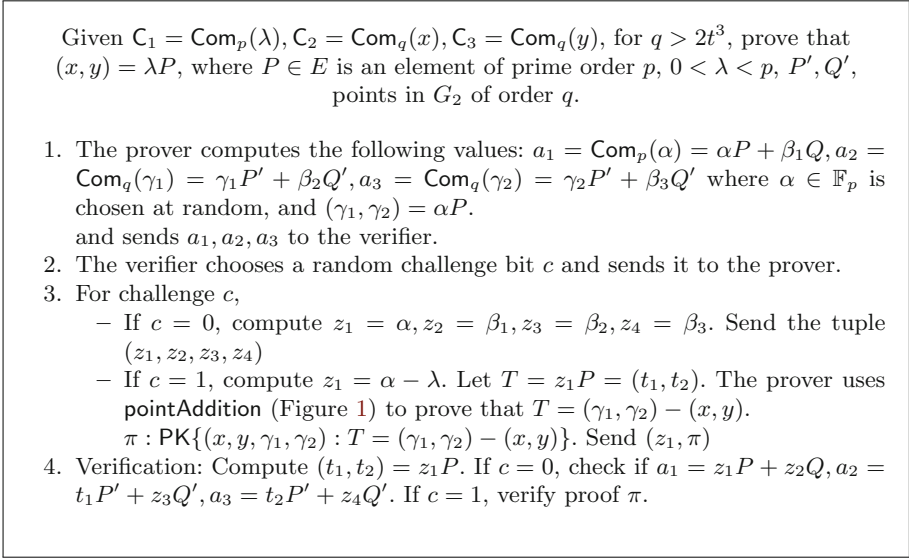 Given C₁ = Comₚ(λ), C₂ = Com_q(x), C₃ = Com_q(y), for q > 2t³, prove that
(x, y) = λP, where P ∈ E is an element of prime order p, 0 < λ < p, P′, Q′,
points in G₂ of order q.
1. The prover computes the following values: a₁ = Comₚ(α) = αP + β₁Q, a₂ =
Com_q(γ₁) = γ₁P′ + β₂Q′, a₃ = Com_q(γ₂) = γ₂P′ + β₃Q′ where α ∈ 𝔽ₚ is
chosen at random, and (γ₁, γ₂) = αP.
and sends a₁, a₂, a₃ to the verifier.
2. The verifier chooses a random challenge bit c and sends it to the prover.
3. For challenge c,
– If c = 0, compute z₁ = α, z₂ = β₁, z₃ = β₂, z₄ = β₃. Send the tuple
(z₁, z₂, z₃, z₄)
– If c = 1, compute z₁ = α − λ. Let T = z₁P = (t₁, t₂). The prover uses
pointAddition (Figure 1) to prove that T = (γ₁, γ₂) − (x, y).
π : PK{(x, y, γ₁, γ₂) : T = (γ₁, γ₂) − (x, y)}. Send (z₁, π)
4. Verification: Compute (t₁, t₂) = z₁P. If c = 0, check if a₁ = z₁P + z₂Q, a₂ =
t₁P′ + z₃Q′, a₃ = t₂P′ + z₄Q′. If c = 1, verify proof π.